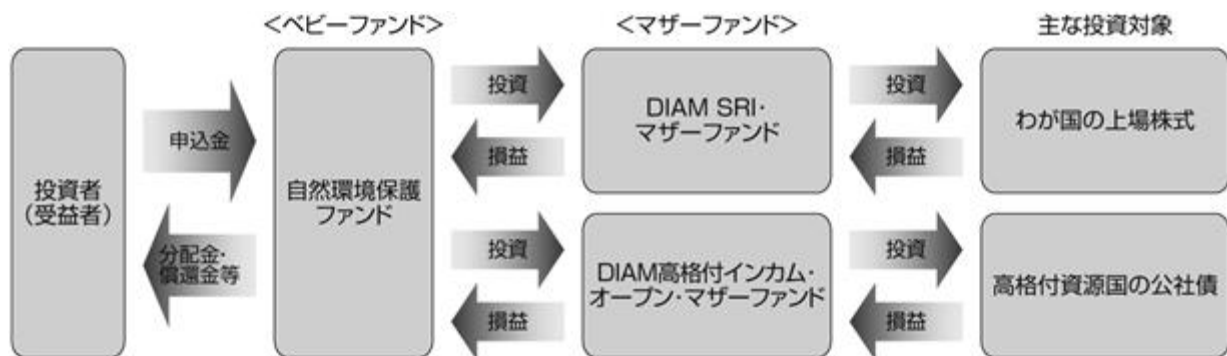 <ベビーファンド>
<マザーファンド>
主な投資対象
投資者
(受益者)
申込金
分配金・
償還金等
自然環境保護
ファンド
投資
損益
投資
損益
DIAM SRI・
マザーファンド
DIAM高格付インカム・
オープン・マザーファンド
投資
損益
投資
損益
わが国の上場株式
高格付資源国の公社債